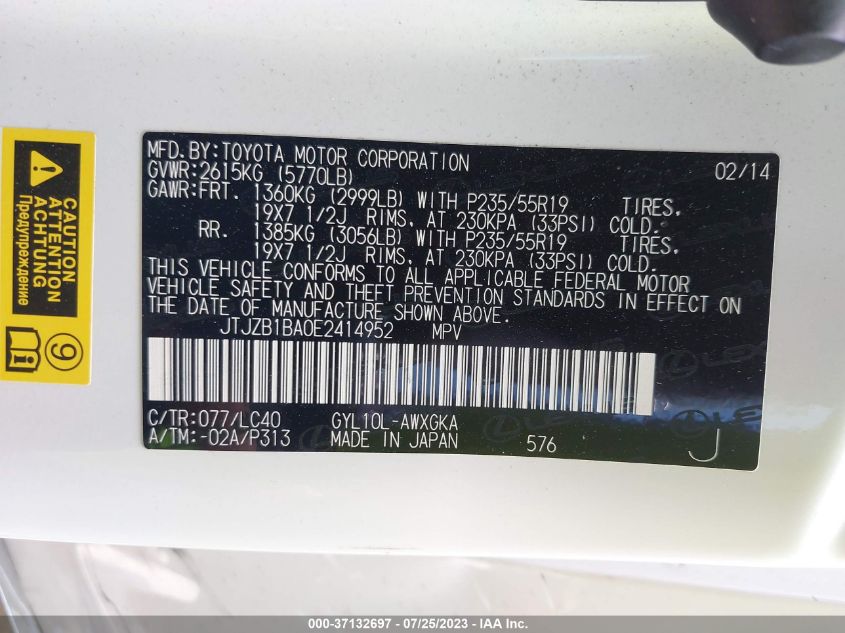 MFD.BY:TOYOTA MOTOR CORPORATION 02/14
GVWR:2615KG (5770LB)
GAWR:FRT. 1360KG (2999LB) WITH P235/55R19 TIRES,
19X7 1/2J RIMS, AT 230KPA (33PSI) COLD.
RR. 1385KG (3056LB) WITH P235/55R19 TIRES,
19X7 1/2J RIMS, AT 230KPA (33PSI) COLD.
THIS VEHICLE CONFORMS TO ALL APPLICABLE FEDERAL MOTOR
VEHICLE SAFETY AND THEFT PREVENTION STANDARDS IN EFFECT ON
THE DATE OF MANUFACTURE SHOWN ABOVE.
JTJZB1BA0E2414952 MPV
C/TR:077/LC40 GYL10L-AWXGKA
A/TM:-02A/P313 MADE IN JAPAN 576 J
LEXUS
CAUTION
ATTENTION
ACHTUNG
Предупреждение
9
i
000-37132697 - 07/25/2023 - IAA Inc.